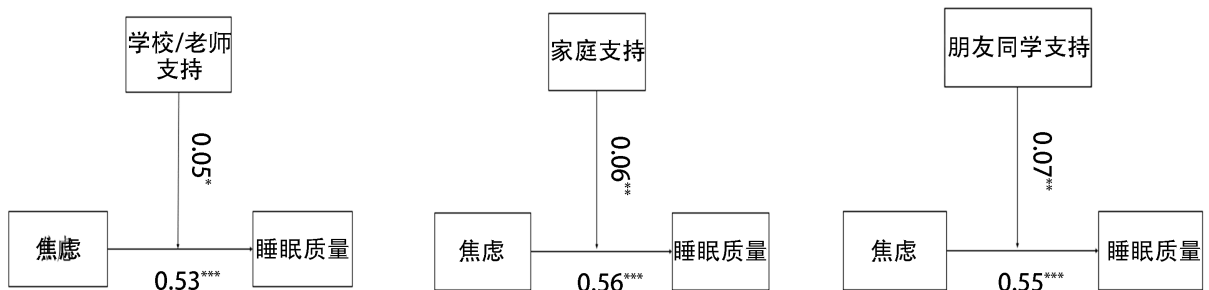 学校/老师
支持
0.05*
焦虑
睡眠质量
0.53***
家庭支持
0.06**
焦虑
睡眠质量
0.56***
朋友同学支持
0.07**
焦虑
睡眠质量
0.55***